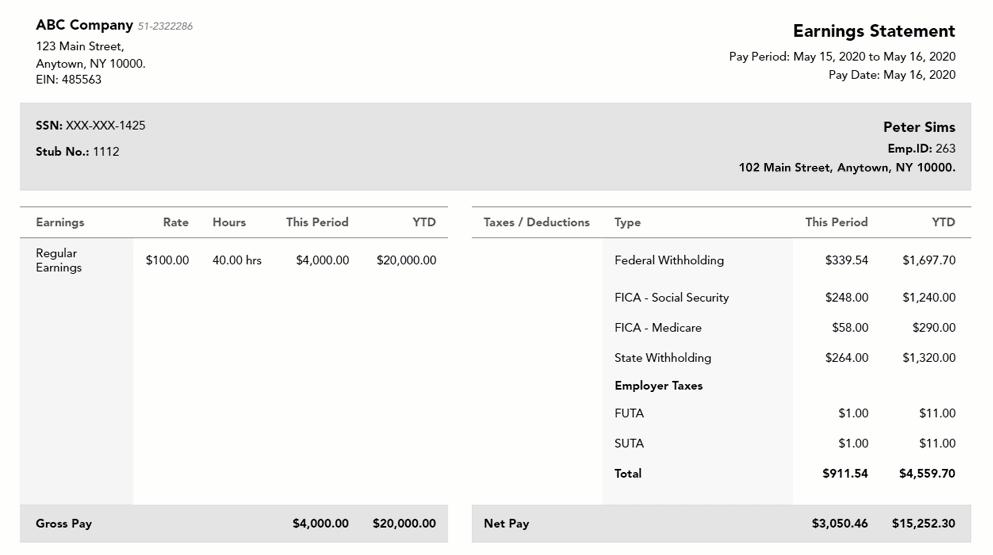 ABC Company 51-2322286
123 Main Street,
Anytown, NY 10000.
EIN: 485563
Earnings Statement
Pay Period: May 15, 2020 to May 16, 2020
Pay Date: May 16, 2020
SSN: XXX-XXX-1425
Stub No.: 1112
Peter Sims
Emp.ID: 263
102 Main Street, Anytown, NY 10000.
Earnings Rate Hours This Period YTD
Regular
Earnings
$100.00 40.00 hrs $4,000.00 $20,000.00
Gross Pay $4,000.00 $20,000.00
Taxes / Deductions Type This Period YTD
Federal Withholding $339.54 $1,697.70
FICA - Social Security $248.00 $1,240.00
FICA - Medicare $58.00 $290.00
State Withholding $264.00 $1,320.00
Employer Taxes
FUTA $1.00 $11.00
SUTA $1.00 $11.00
Total $911.54 $4,559.70
Net Pay $3,050.46 $15,252.30